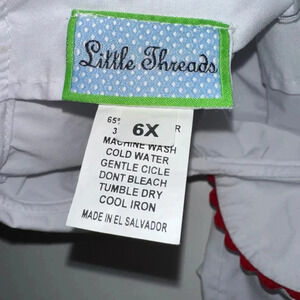 Little Threads
65%
3 R
6X
MACHINE WASH
COLD WATER
GENTLE CICLE
DONT BLEACH
TUMBLE DRY
COOL IRON
MADE IN EL SALVADOR